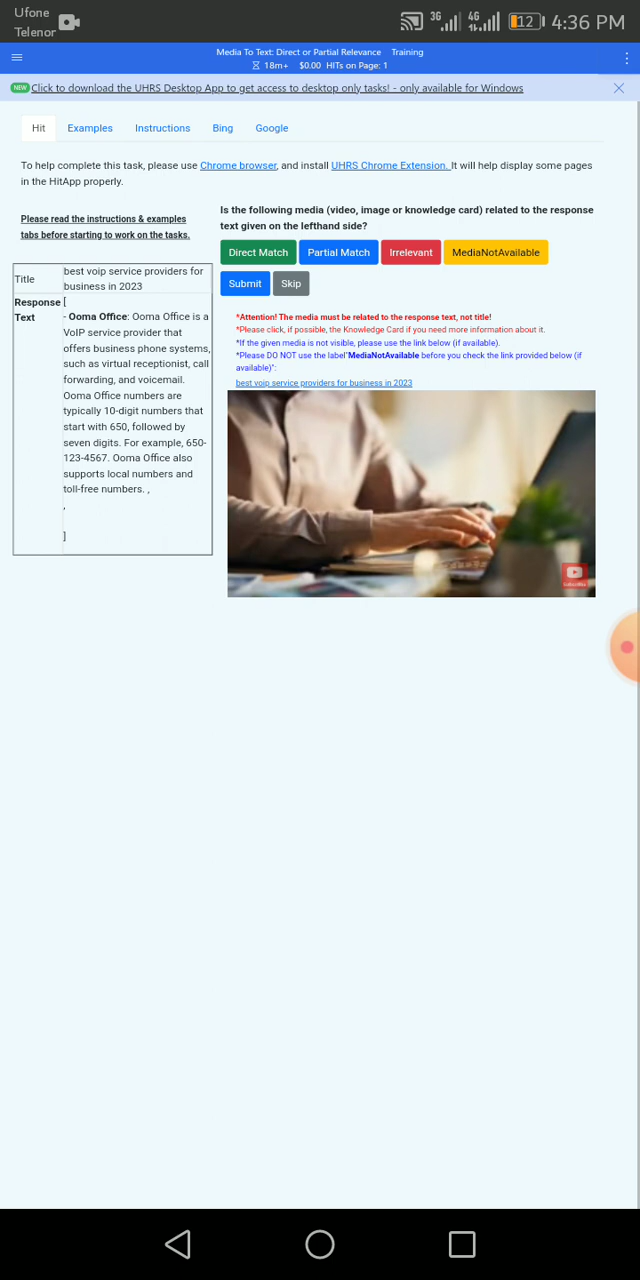 Ufone
Telenor
3G
4G
12
4:36 PM
Media To Text: Direct or Partial Relevance Training
18m+ $0.00 HITs on Page: 1
NEW Click to download the UHRS Desktop App to get access to desktop only tasks! - only available for Windows
Hit Examples Instructions Bing Google
To help complete this task, please use Chrome browser, and install UHRS Chrome Extension. It will help display some pages
in the HitApp properly.
Please read the instructions & examples
tabs before starting to work on the tasks.
Title
best voip service providers for
business in 2023
Response
Text
[
- Ooma Office: Ooma Office is a
VoIP service provider that
offers business phone systems,
such as virtual receptionist, call
forwarding, and voicemail.
Ooma Office numbers are
typically 10-digit numbers that
start with 650, followed by
seven digits. For example, 650-
123-4567. Ooma Office also
supports local numbers and
toll-free numbers. ,
,
]
Is the following media (video, image or knowledge card) related to the response
text given on the lefthand side?
Direct Match Partial Match Irrelevant MediaNotAvailable
Submit Skip
*Attention! The media must be related to the response text, not title!
*Please click, if possible, the Knowledge Card if you need more information about it.
*If the given media is not visible, please use the link below (if available).
*Please DO NOT use the label"MediaNotAvailable before you check the link provided below (if
available)":
best voip service providers for business in 2023